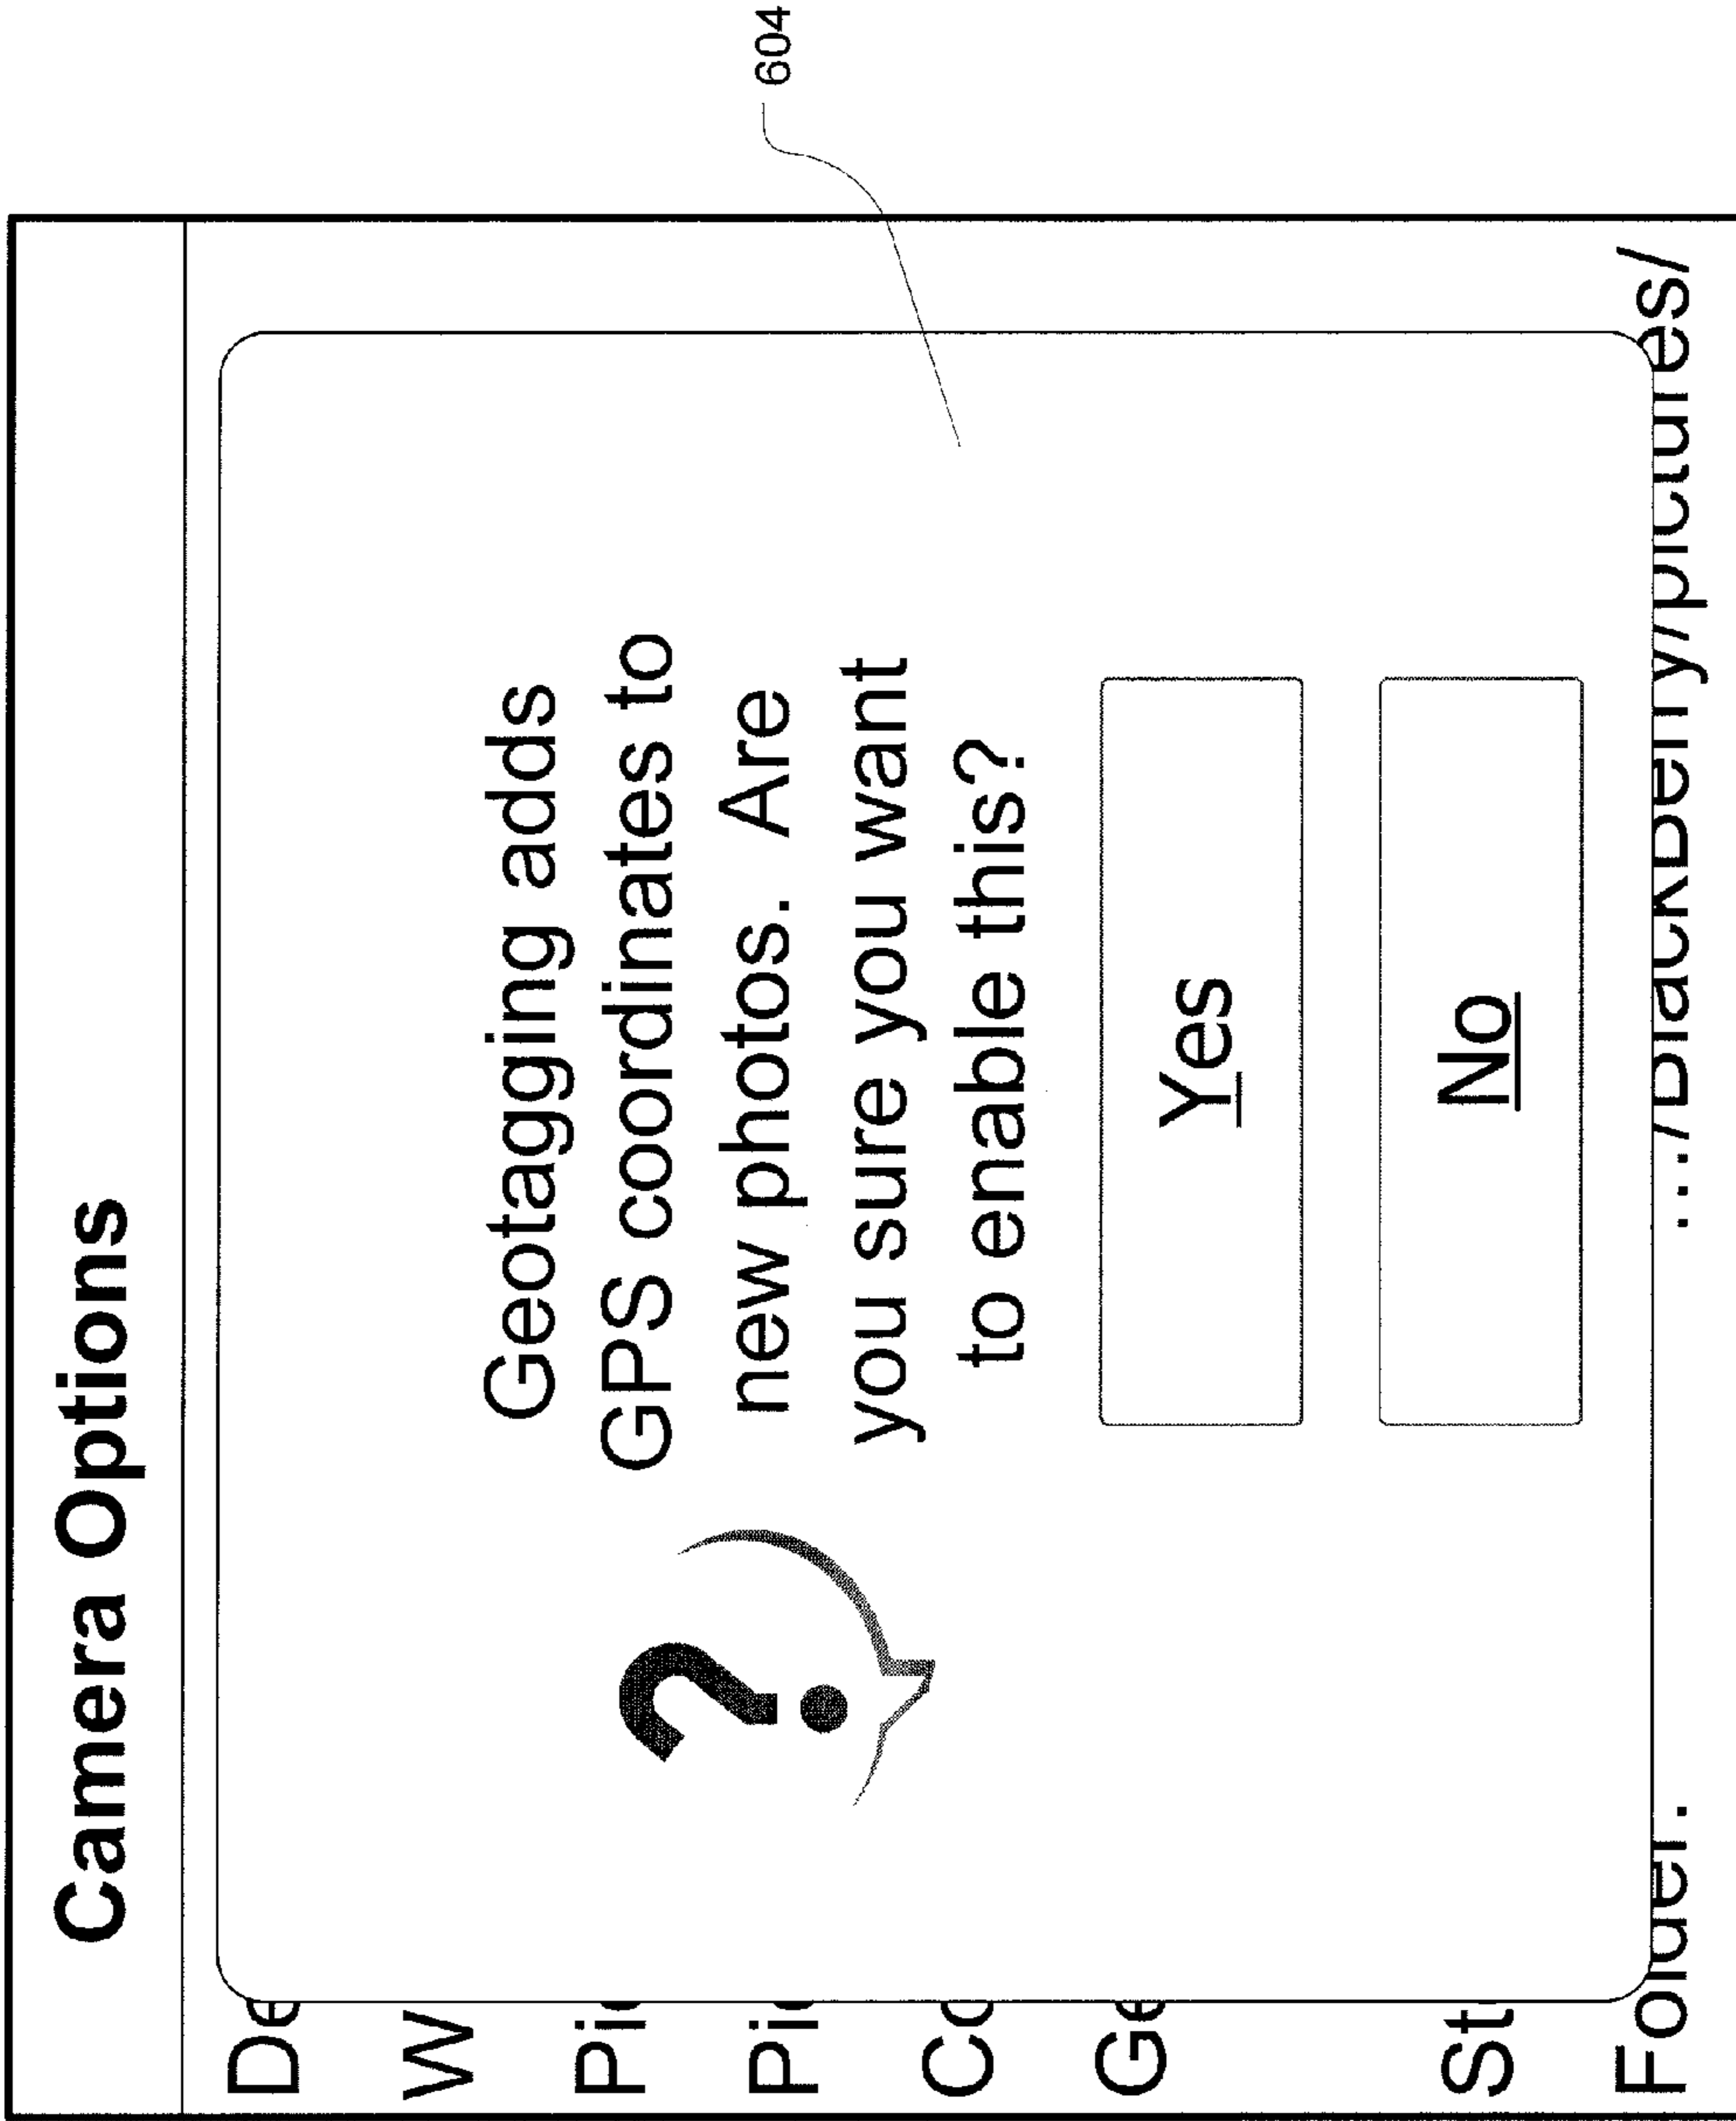 Camera Options
De
W
Pi
Pi
Co
Ge
St
Folder:
.../BlackBerry/pictures/
Geotagging adds
GPS coordinates to
new photos. Are
you sure you want
to enable this?
Yes
No
604